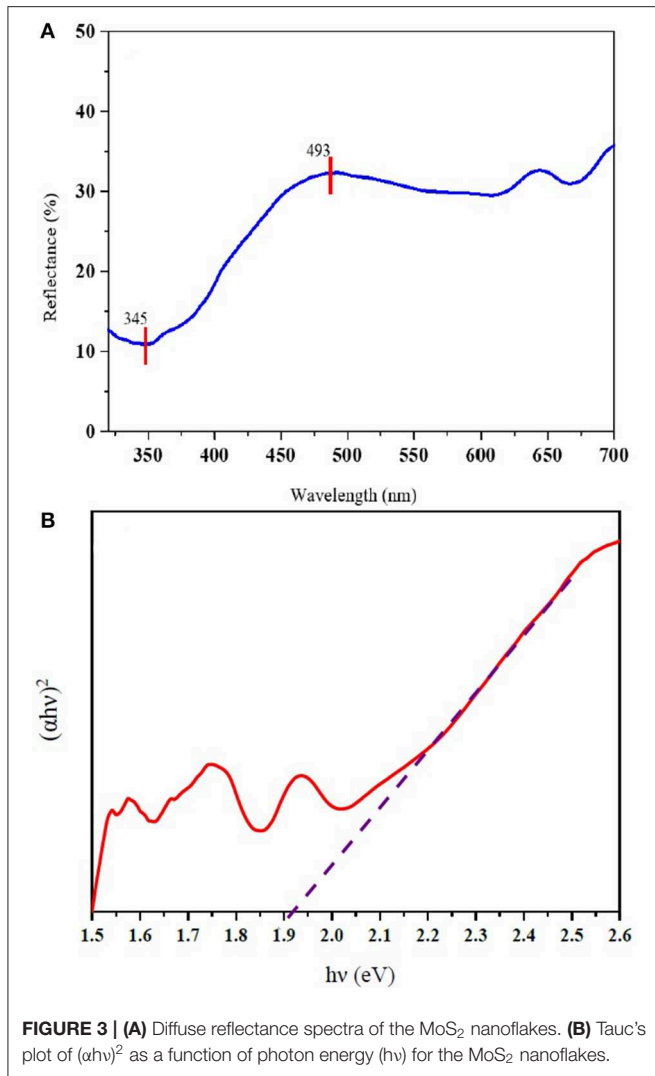 A
50
40
30
20
10
0
493
345
Reflectance (%)
350 400 450 500 550 600 650 700
Wavelength (nm)
B
(αhν)²
1.5 1.6 1.7 1.8 1.9 2.0 2.1 2.2 2.3 2.4 2.5 2.6
hν (eV)
FIGURE 3 | (A) Diffuse reflectance spectra of the MoS₂ nanoflakes. (B) Tauc's
plot of (αhν)² as a function of photon energy (hν) for the MoS₂ nanoflakes.